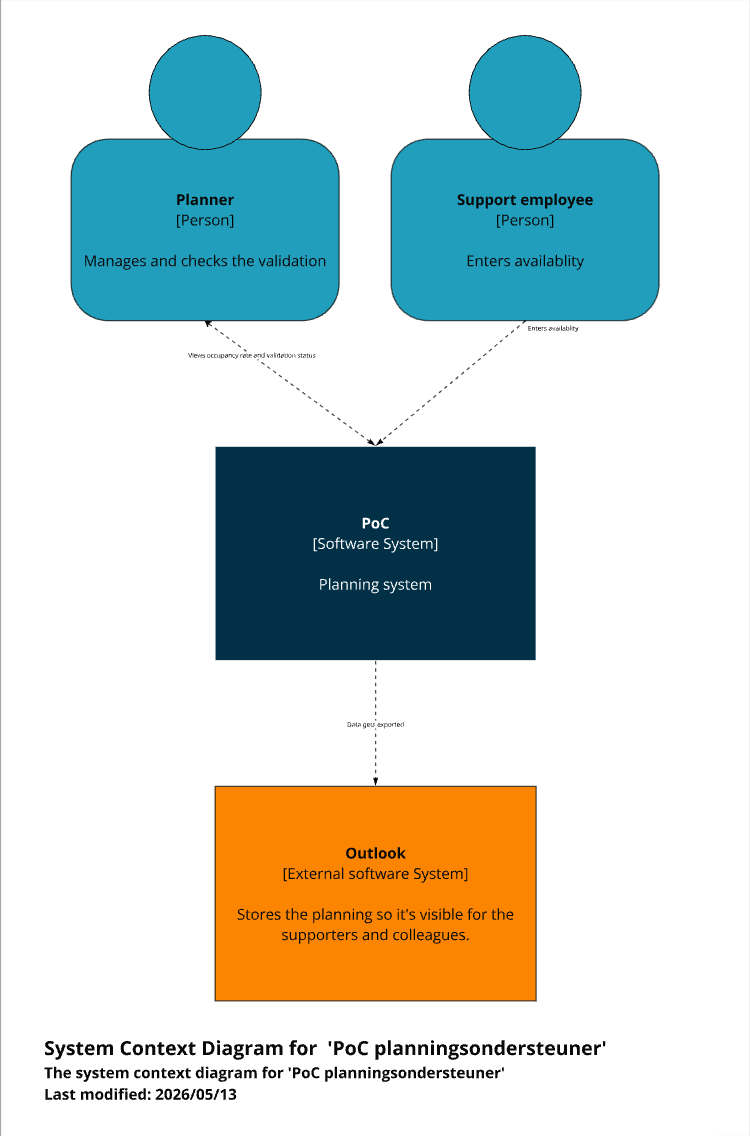 Planner
[Person]
Manages and checks the validation
Support employee
[Person]
Enters availablity
Views occupancy rate and validation status
Enters availablity
PoC
[Software System]
Planning system
Data gets exported
Outlook
[External software System]
Stores the planning so it's visible for the
supporters and colleagues.
System Context Diagram for  'PoC planningsondersteuner'
The system context diagram for 'PoC planningsondersteuner'
Last modified: 2026/05/13